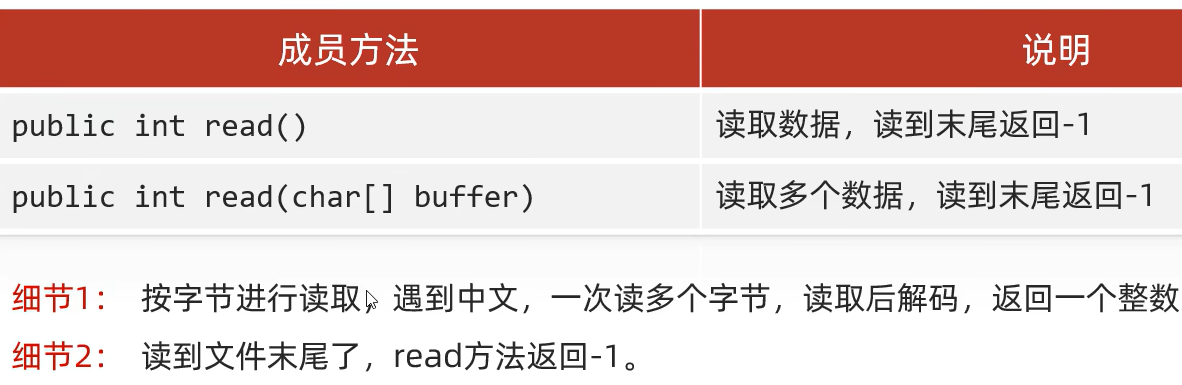 成员方法 说明
public int read() 读取数据，读到末尾返回-1
public int read(char[] buffer) 读取多个数据，读到末尾返回-1
细节1： 按字节进行读取，遇到中文，一次读多个字节，读取后解码，返回一个整数
细节2： 读到文件末尾了，read方法返回-1。